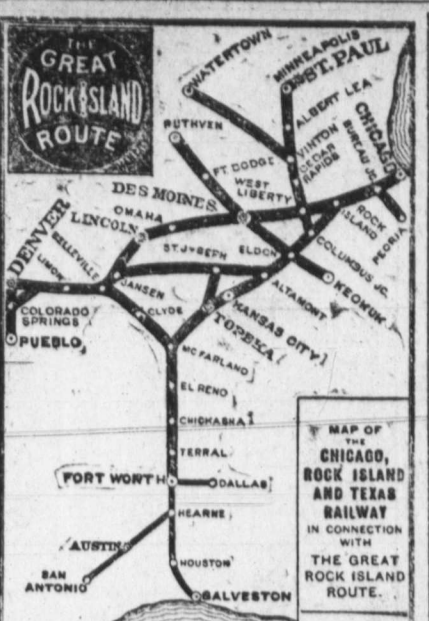 THE
GREAT
ROCK ISLAND
ROUTE
WATERTOWN
MINNEAPOLIS
ST. PAUL
ALBERT LEA
RUTHVEN
VINTON
CEDAR
RAPIDS
CHICAGO
BUREAU JC.
FT. DODGE
WEST
LIBERTY
DES MOINES
OMAHA
LINCOLN
ROCK
ISLAND
PEORIA
DENVER
LIMON
BELLEVILLE
ST. JOSEPH
ELDON
COLUMBUS JC.
KEOKUK
ALTAMONT
JANSEN
CLYDE
KANSAS CITY
TOPEKA
COLORADO
SPRINGS
PUEBLO
MC FARLAND
EL RENO
CHICKASHA
TERRAL
FORT WORTH
DALLAS
HEARNE
AUSTIN
HOUSTON
SAN
ANTONIO
GALVESTON
MAP OF
THE
CHICAGO,
ROCK ISLAND
AND TEXAS
RAILWAY
IN CONNECTION
WITH
THE GREAT
ROCK ISLAND
ROUTE.